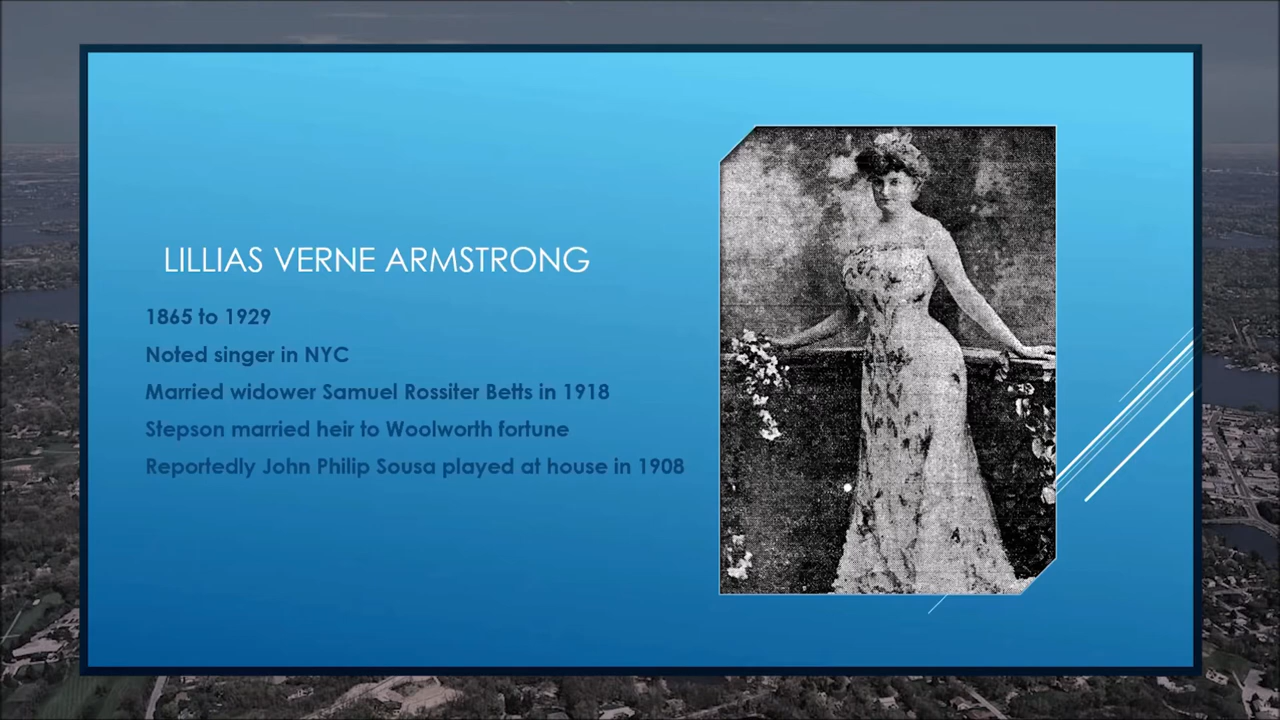 LILLIAS VERNE ARMSTRONG
1865 to 1929
Noted singer in NYC
Married widower Samuel Rossiter Betts in 1918
Stepson married heir to Woolworth fortune
Reportedly John Philip Sousa played at house in 1908